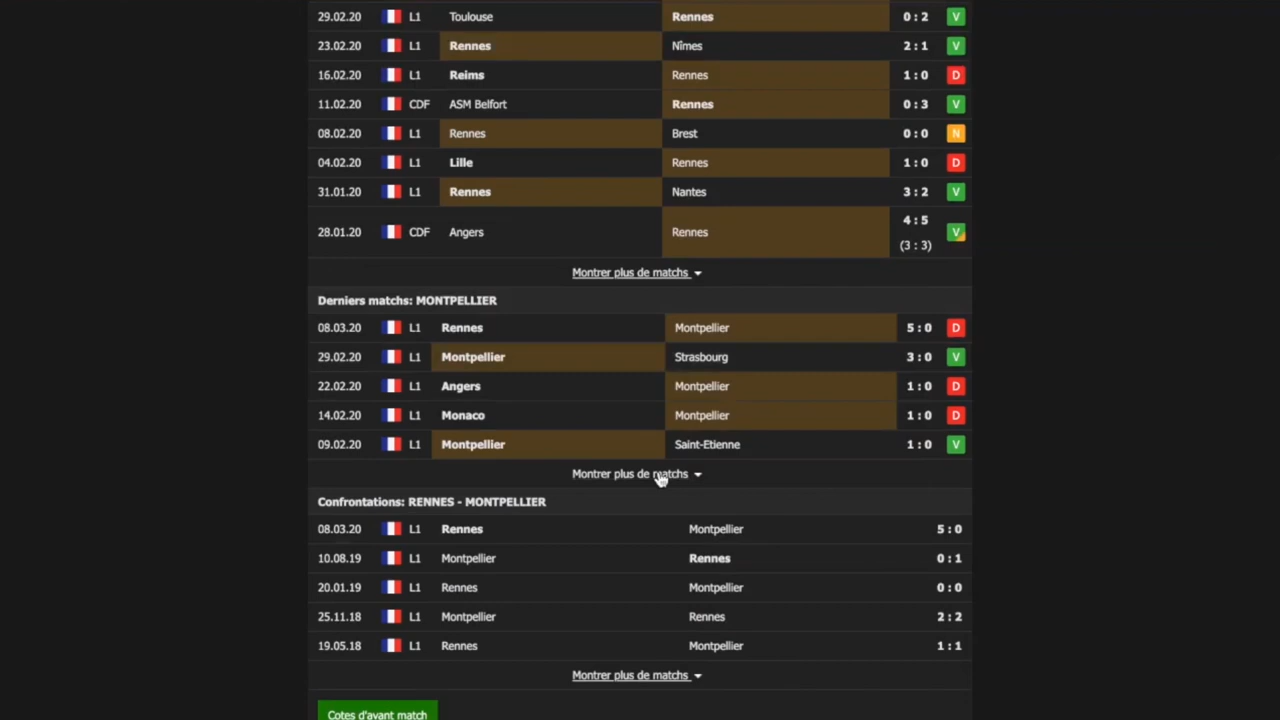 29.02.20 L1 Toulouse Rennes 0 : 2 V
23.02.20 L1 Rennes Nîmes 2 : 1 V
16.02.20 L1 Reims Rennes 1 : 0 D
11.02.20 CDF ASM Belfort Rennes 0 : 3 V
08.02.20 L1 Rennes Brest 0 : 0 N
04.02.20 L1 Lille Rennes 1 : 0 D
31.01.20 L1 Rennes Nantes 3 : 2 V
28.01.20 CDF Angers Rennes 4 : 5 V
(3 : 3)
Montrer plus de matchs
Derniers matchs: MONTPELLIER
08.03.20 L1 Rennes Montpellier 5 : 0 D
29.02.20 L1 Montpellier Strasbourg 3 : 0 V
22.02.20 L1 Angers Montpellier 1 : 0 D
14.02.20 L1 Monaco Montpellier 1 : 0 D
09.02.20 L1 Montpellier Saint-Etienne 1 : 0 V
Montrer plus de matchs
Confrontations: RENNES - MONTPELLIER
08.03.20 L1 Rennes Montpellier 5 : 0
10.08.19 L1 Montpellier Rennes 0 : 1
20.01.19 L1 Rennes Montpellier 0 : 0
25.11.18 L1 Montpellier Rennes 2 : 2
19.05.18 L1 Rennes Montpellier 1 : 1
Montrer plus de matchs
Cotes d'avant match